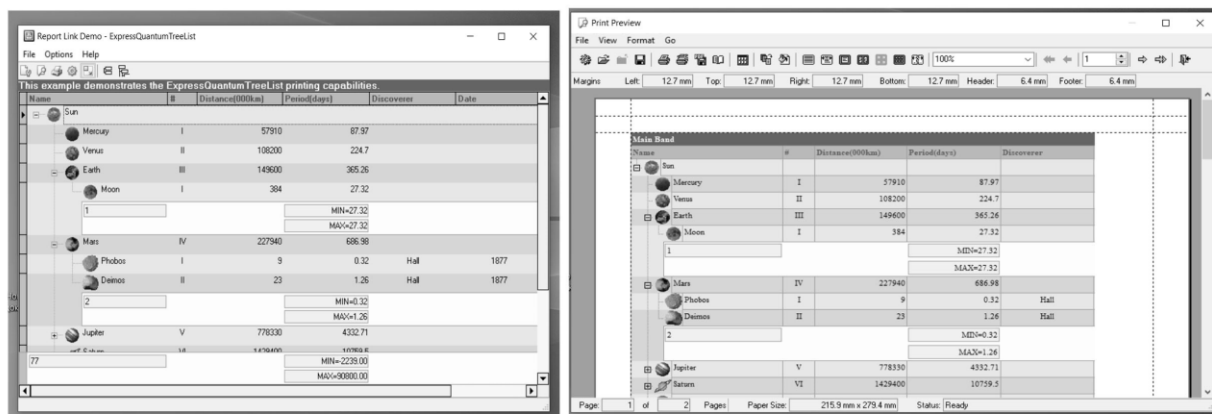 Report Link Demo - ExpressQuantumTreeList
File Options Help
This example demonstrates the ExpressQuantumTreeList printing capabilities.
Name # Distance(000km) Period(days) Discoverer Date
Sun
Mercury I 57910 87.97
Venus II 108200 224.7
Earth III 149600 365.26
Moon I 384 27.32
1 MIN=27.32
MAX=27.32
Mars IV 227940 686.98
Phobos I 9 0.32 Hall 1877
Deimos II 23 1.26 Hall 1877
2 MIN=0.32
MAX=1.26
Jupiter V 778330 4332.71
Saturn VI 1429400 10759.5
77 MIN=-2239.00
MAX=90800.00
Print Preview
File View Format Go
100% 1
Margins Left: 12.7 mm Top: 12.7 mm Right: 12.7 mm Bottom: 12.7 mm Header: 6.4 mm Footer: 6.4 mm
Main Band
Name # Distance(000km) Period(days) Discoverer
Sun
Mercury I 57910 87.97
Venus II 108200 224.7
Earth III 149600 365.26
Moon I 384 27.32
1 MIN=27.32
MAX=27.32
Mars IV 227940 686.98
Phobos I 9 0.32 Hall
Deimos II 23 1.26 Hall
2 MIN=0.32
MAX=1.26
Jupiter V 778330 4332.71
Saturn VI 1429400 10759.5
Page: 1 of 2 Pages Paper Size: 215.9 mm x 279.4 mm Status: Ready